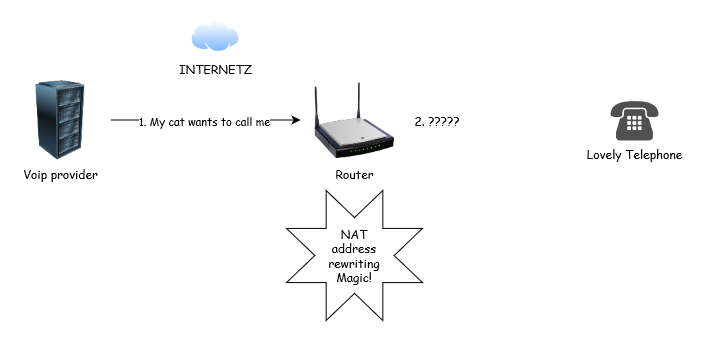 INTERNETZ
1. My cat wants to call me
2. ?????
Voip provider
Router
Lovely Telephone
NAT
address
rewriting
Magic!